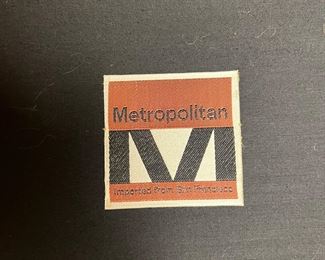 Metropolitan
M
Imported from San Francisco